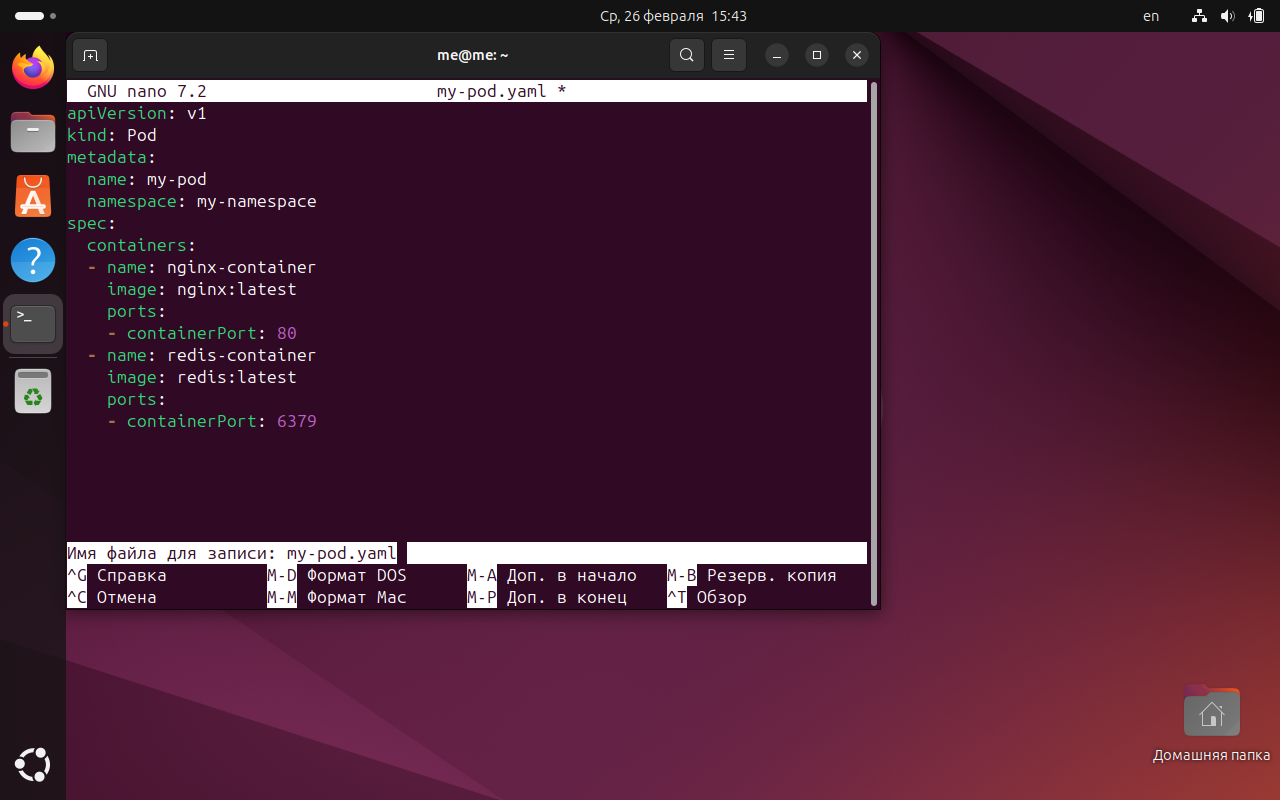 Ср, 26 февраля 15:43
en
me@me: ~
GNU nano 7.2 my-pod.yaml *
apiVersion: v1
kind: Pod
metadata:
  name: my-pod
  namespace: my-namespace
spec:
  containers:
  - name: nginx-container
    image: nginx:latest
    ports:
    - containerPort: 80
  - name: redis-container
    image: redis:latest
    ports:
    - containerPort: 6379
Имя файла для записи: my-pod.yaml
^G Справка M-D Формат DOS M-A Доп. в начало M-B Резерв. копия
^C Отмена M-M Формат Mac M-P Доп. в конец ^T Обзор
Домашняя папка